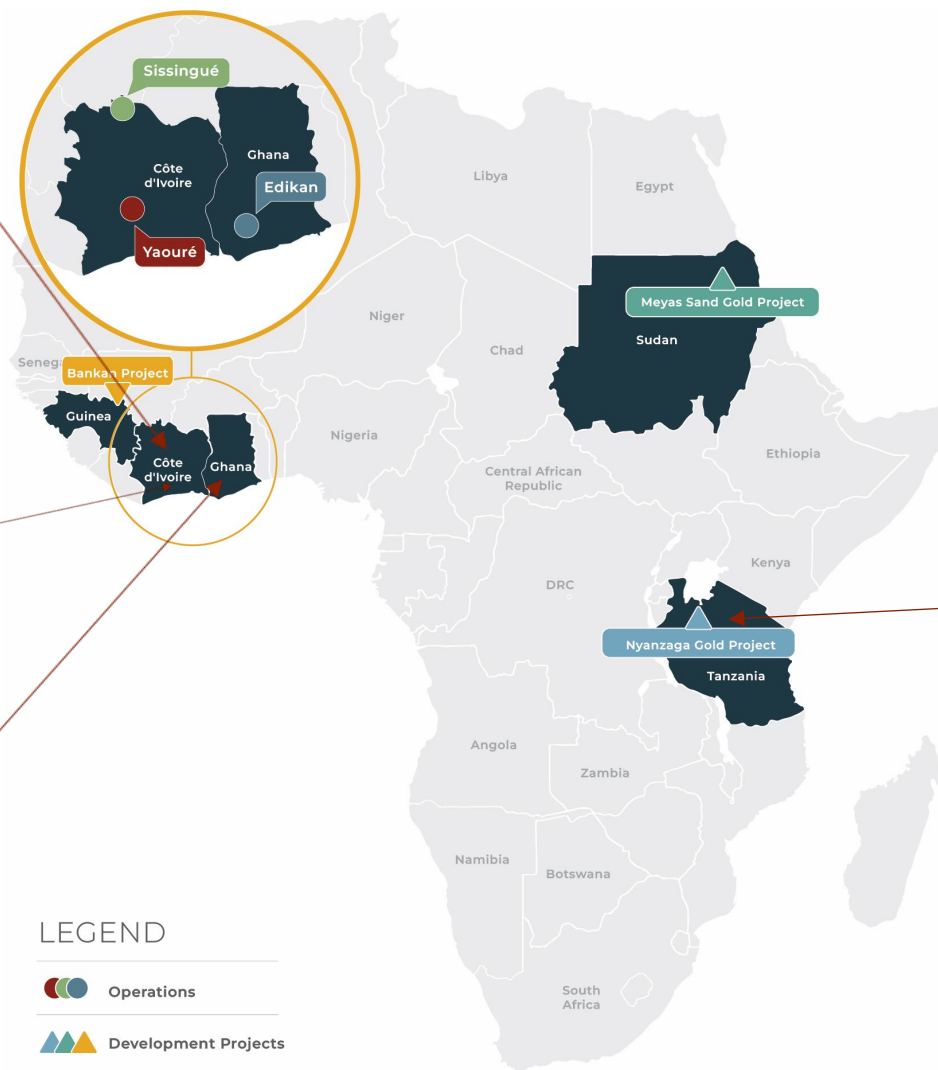 Sissingué
Côte
d'Ivoire
Ghana
Edikan
Yaouré
Libya
Egypt
Meyas Sand Gold Project
Sudan
Niger
Chad
Bankan Project
Guinea
Côte
d'Ivoire
Ghana
Nigeria
Central African
Republic
Ethiopia
Kenya
DRC
Nyanzaga Gold Project
Tanzania
Angola
Zambia
Namibia
Botswana
South
Africa
LEGEND
Operations
Development Projects